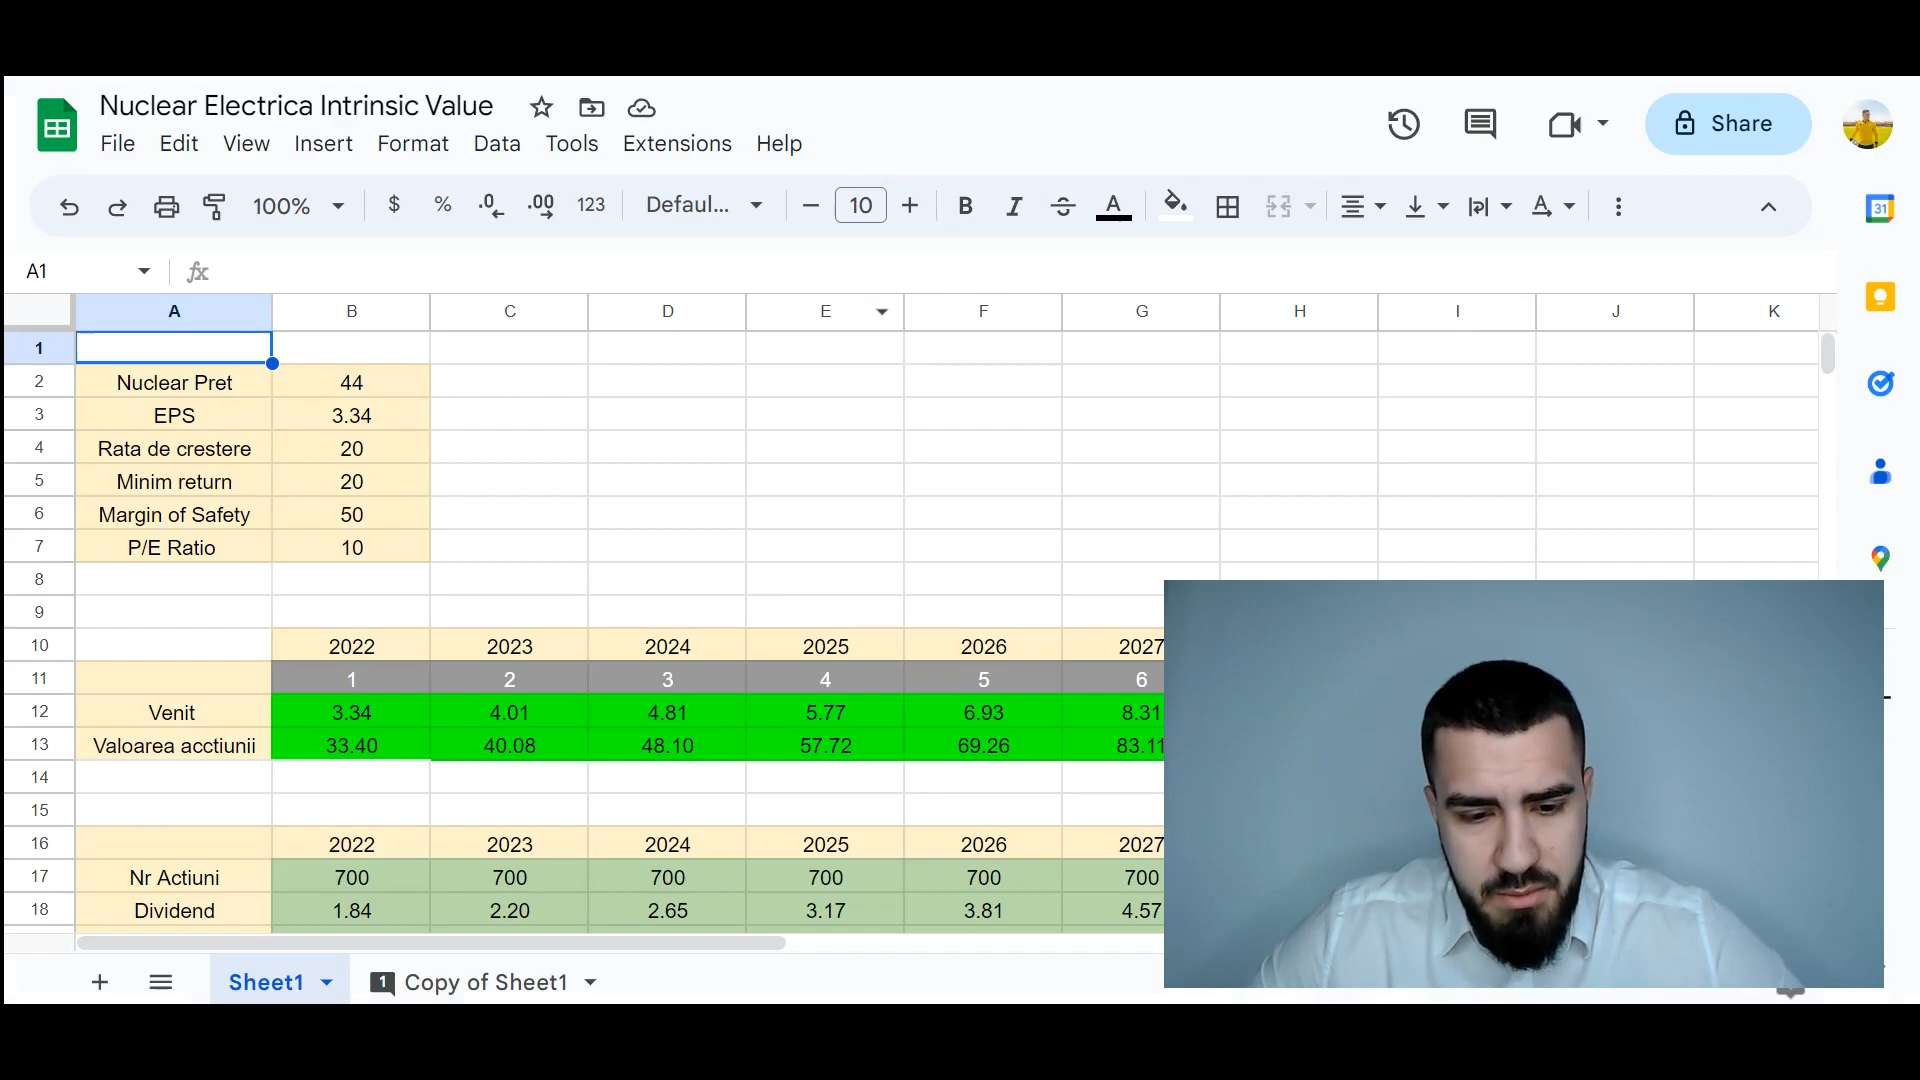 Nuclear Electrica Intrinsic Value
File Edit View Insert Format Data Tools Extensions Help
Share
100% $ % .0 .00 123 Defaul... 10 B I S A A
31
A1 fx
A B C D E F G H I J K
1
2 Nuclear Pret 44
3 EPS 3.34
4 Rata de crestere 20
5 Minim return 20
6 Margin of Safety 50
7 P/E Ratio 10
8
9
10 2022 2023 2024 2025 2026 2027
11 1 2 3 4 5 6
12 Venit 3.34 4.01 4.81 5.77 6.93 8.31
13 Valoarea acctiunii 33.40 40.08 48.10 57.72 69.26 83.11
14
15
16 2022 2023 2024 2025 2026 2027
17 Nr Actiuni 700 700 700 700 700 700
18 Dividend 1.84 2.20 2.65 3.17 3.81 4.57
Sheet1 1 Copy of Sheet1